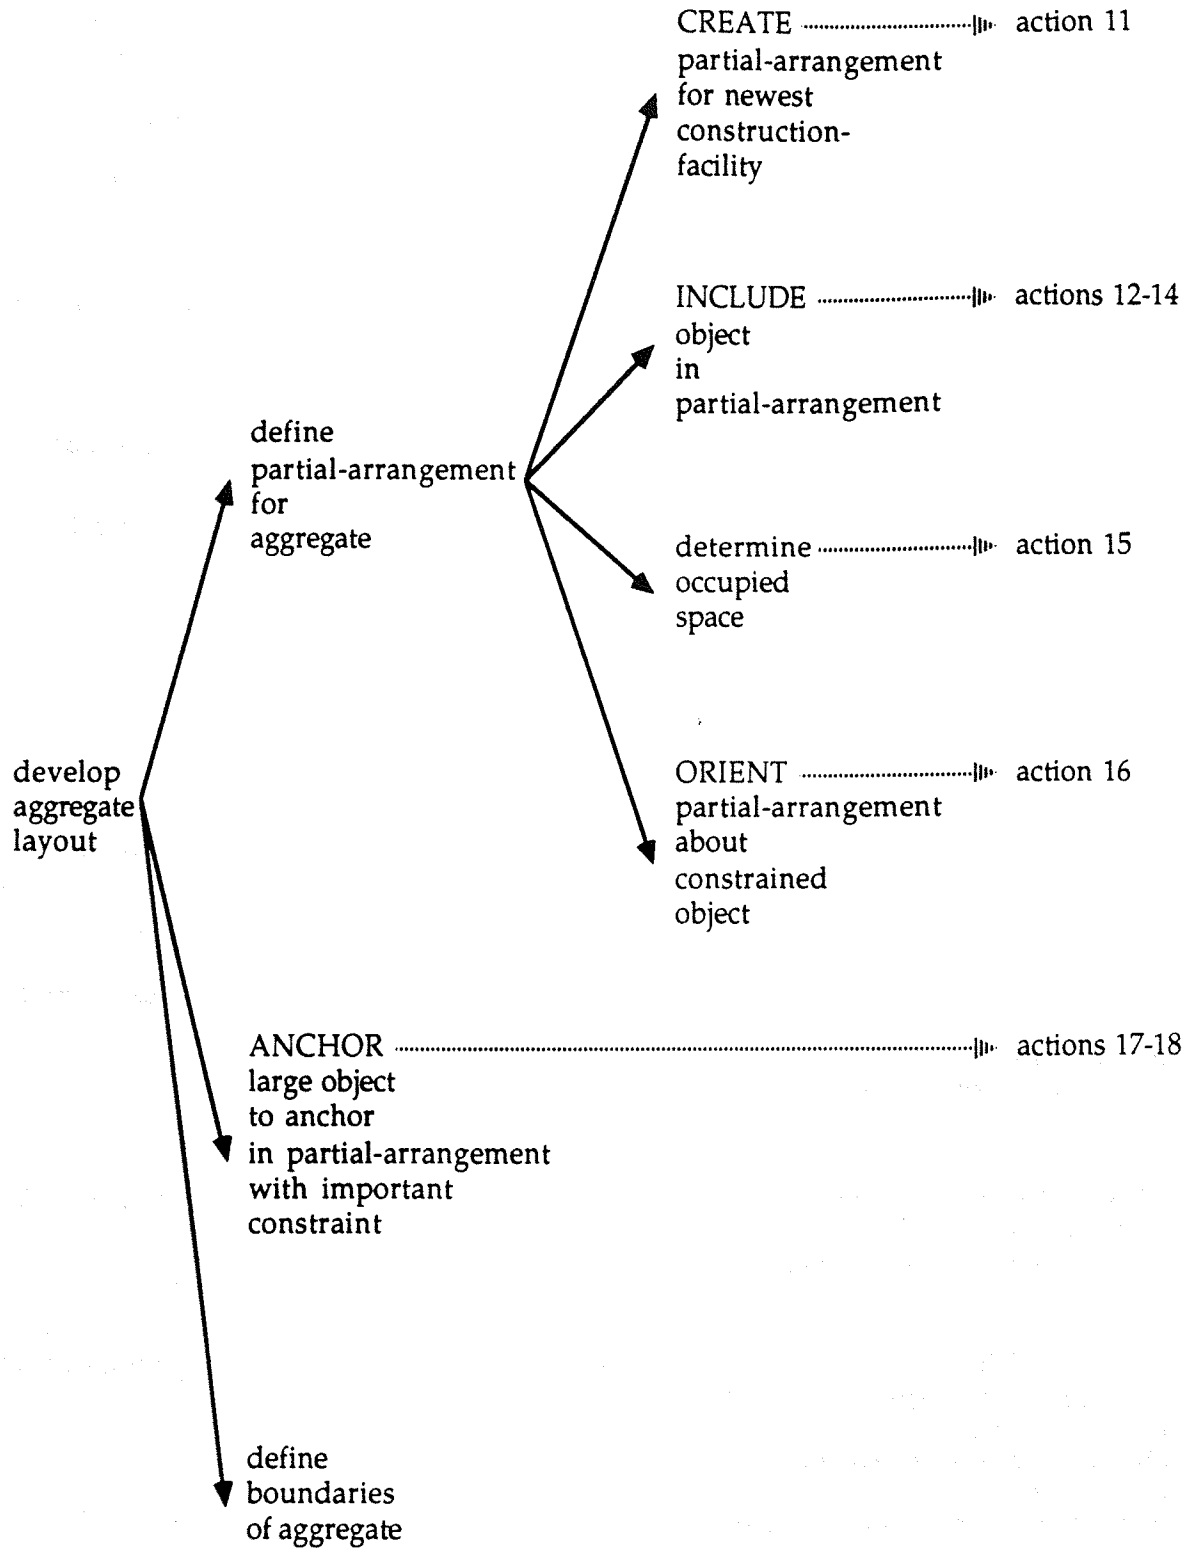 CREATE action 11
partial-arrangement
for newest
construction-
facility
INCLUDE actions 12-14
object
in
partial-arrangement
define
partial-arrangement
for
aggregate
determine action 15
occupied
space
develop
aggregate
layout
ORIENT action 16
partial-arrangement
about
constrained
object
ANCHOR actions 17-18
large object
to anchor
in partial-arrangement
with important
constraint
define
boundaries
of aggregate